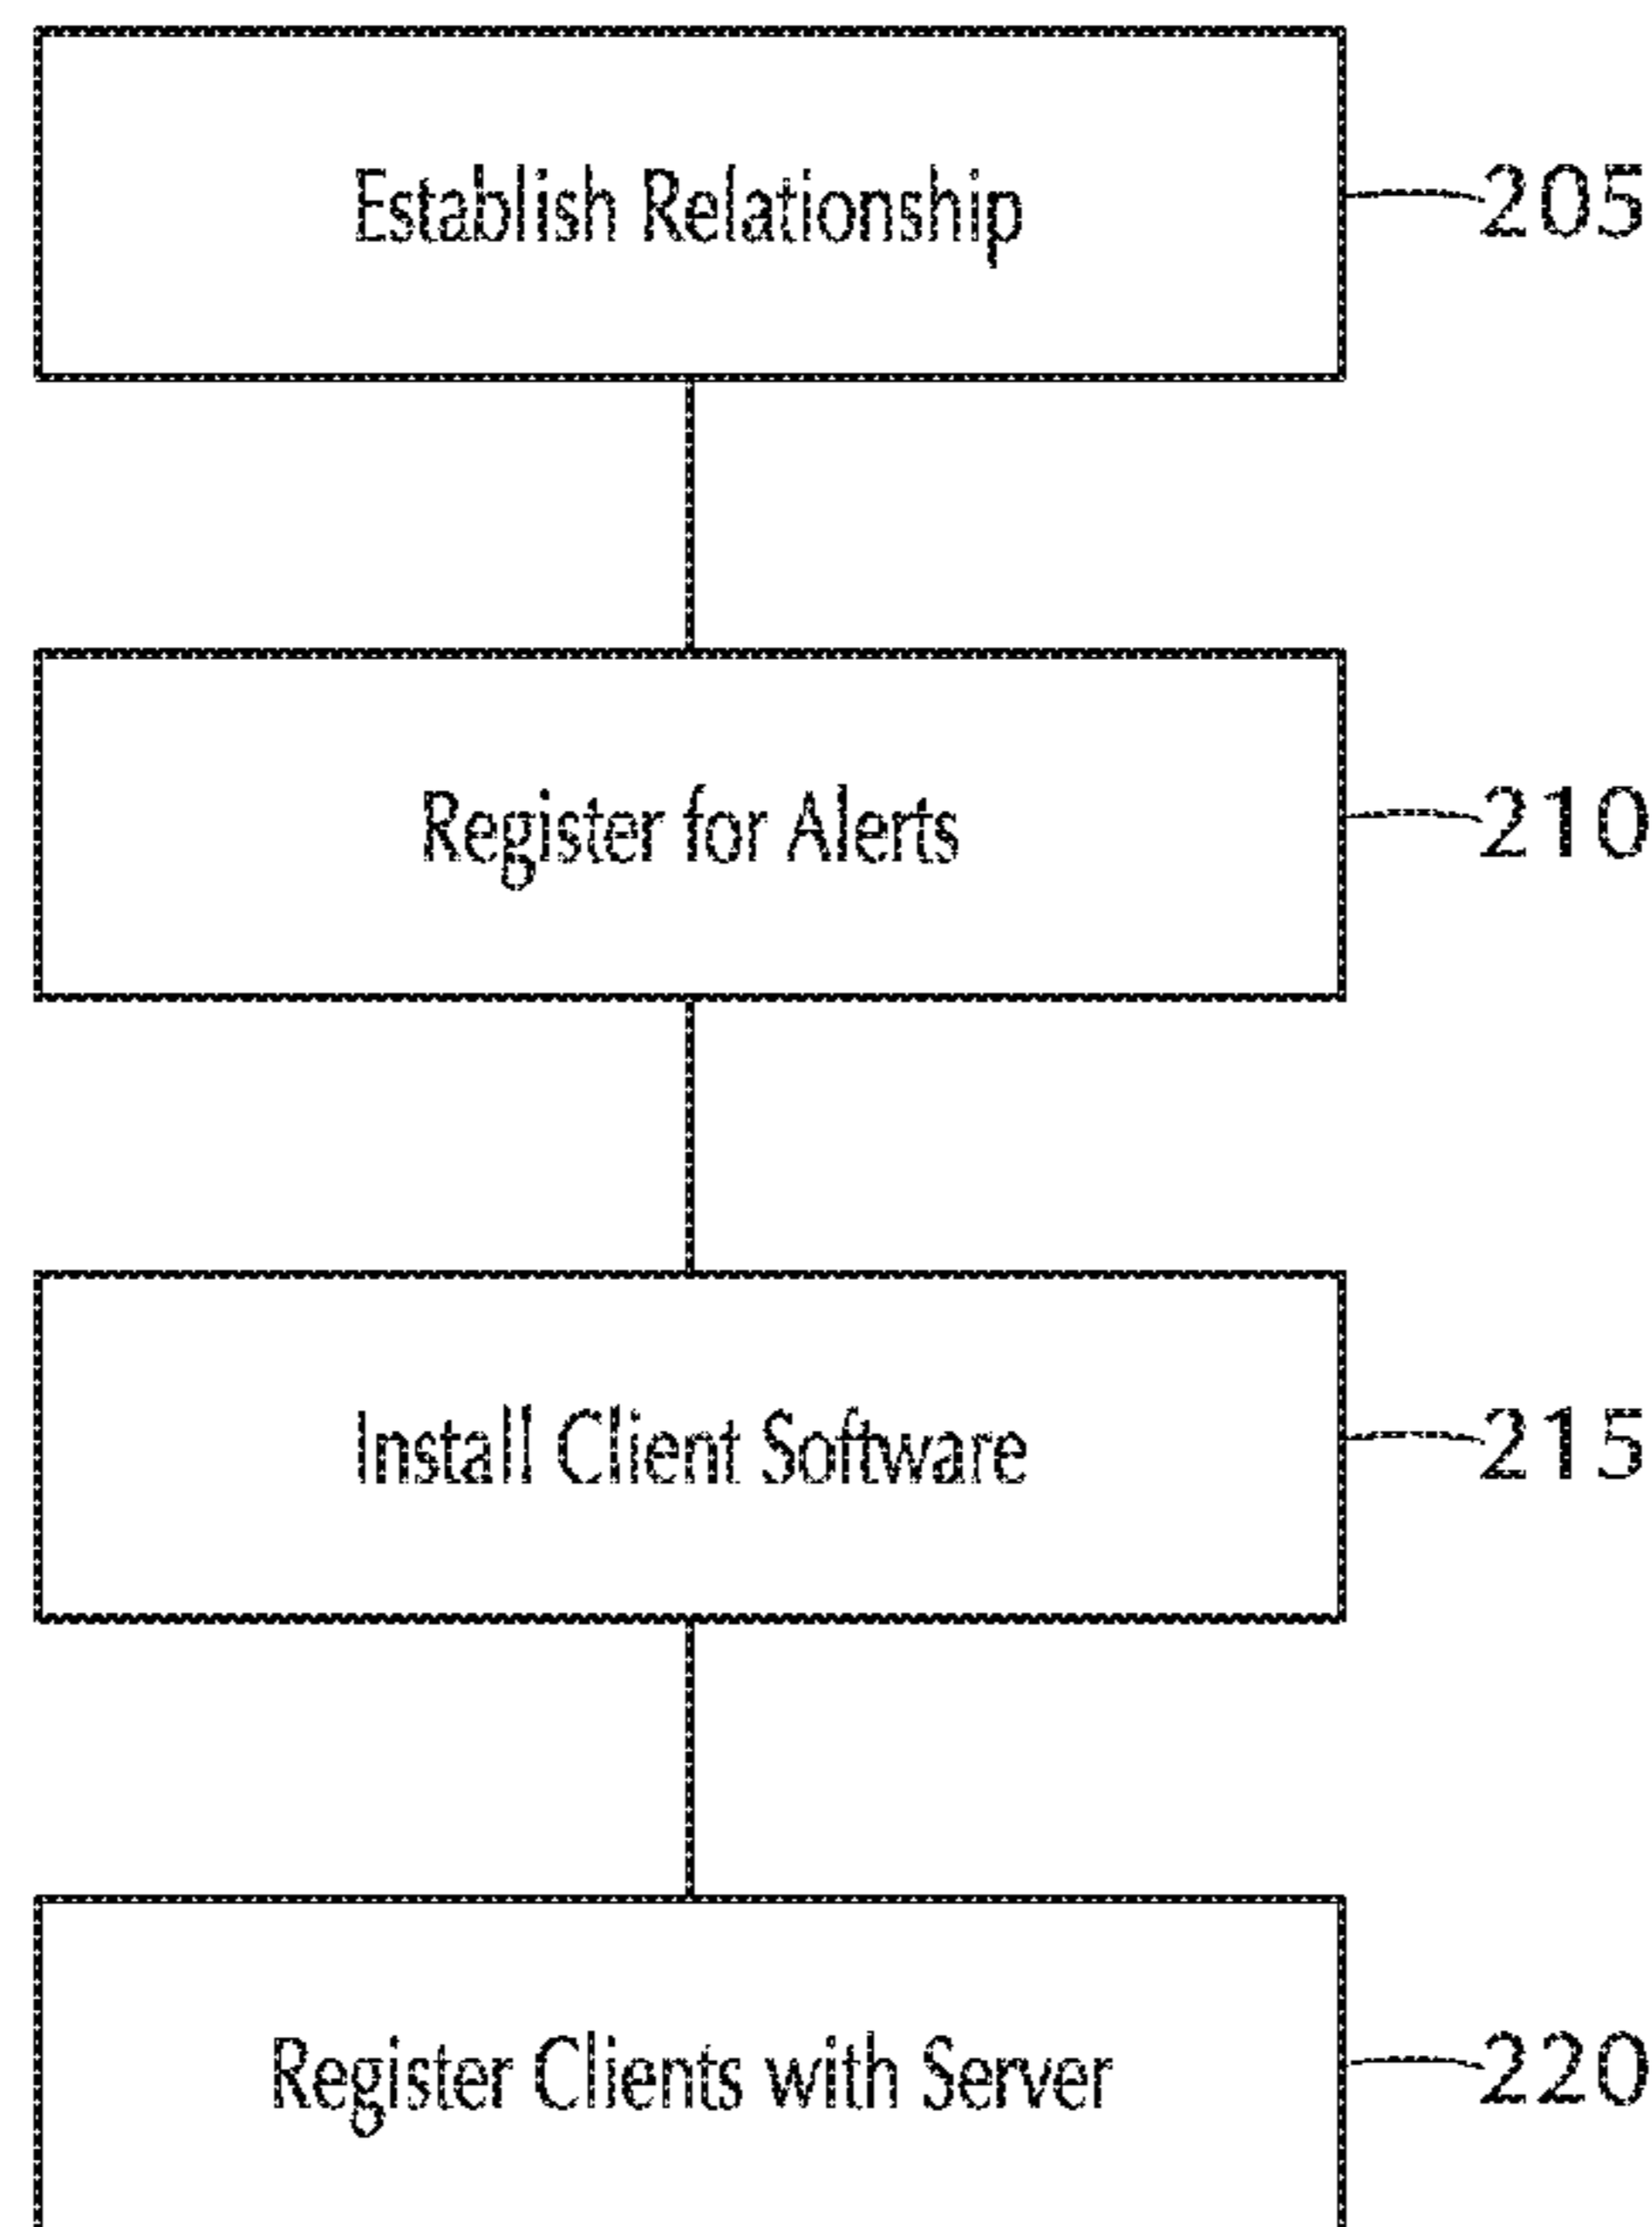 Establish Relationship
205
Register for Alerts
210
Install Client Software
215
Register Clients with Server
220